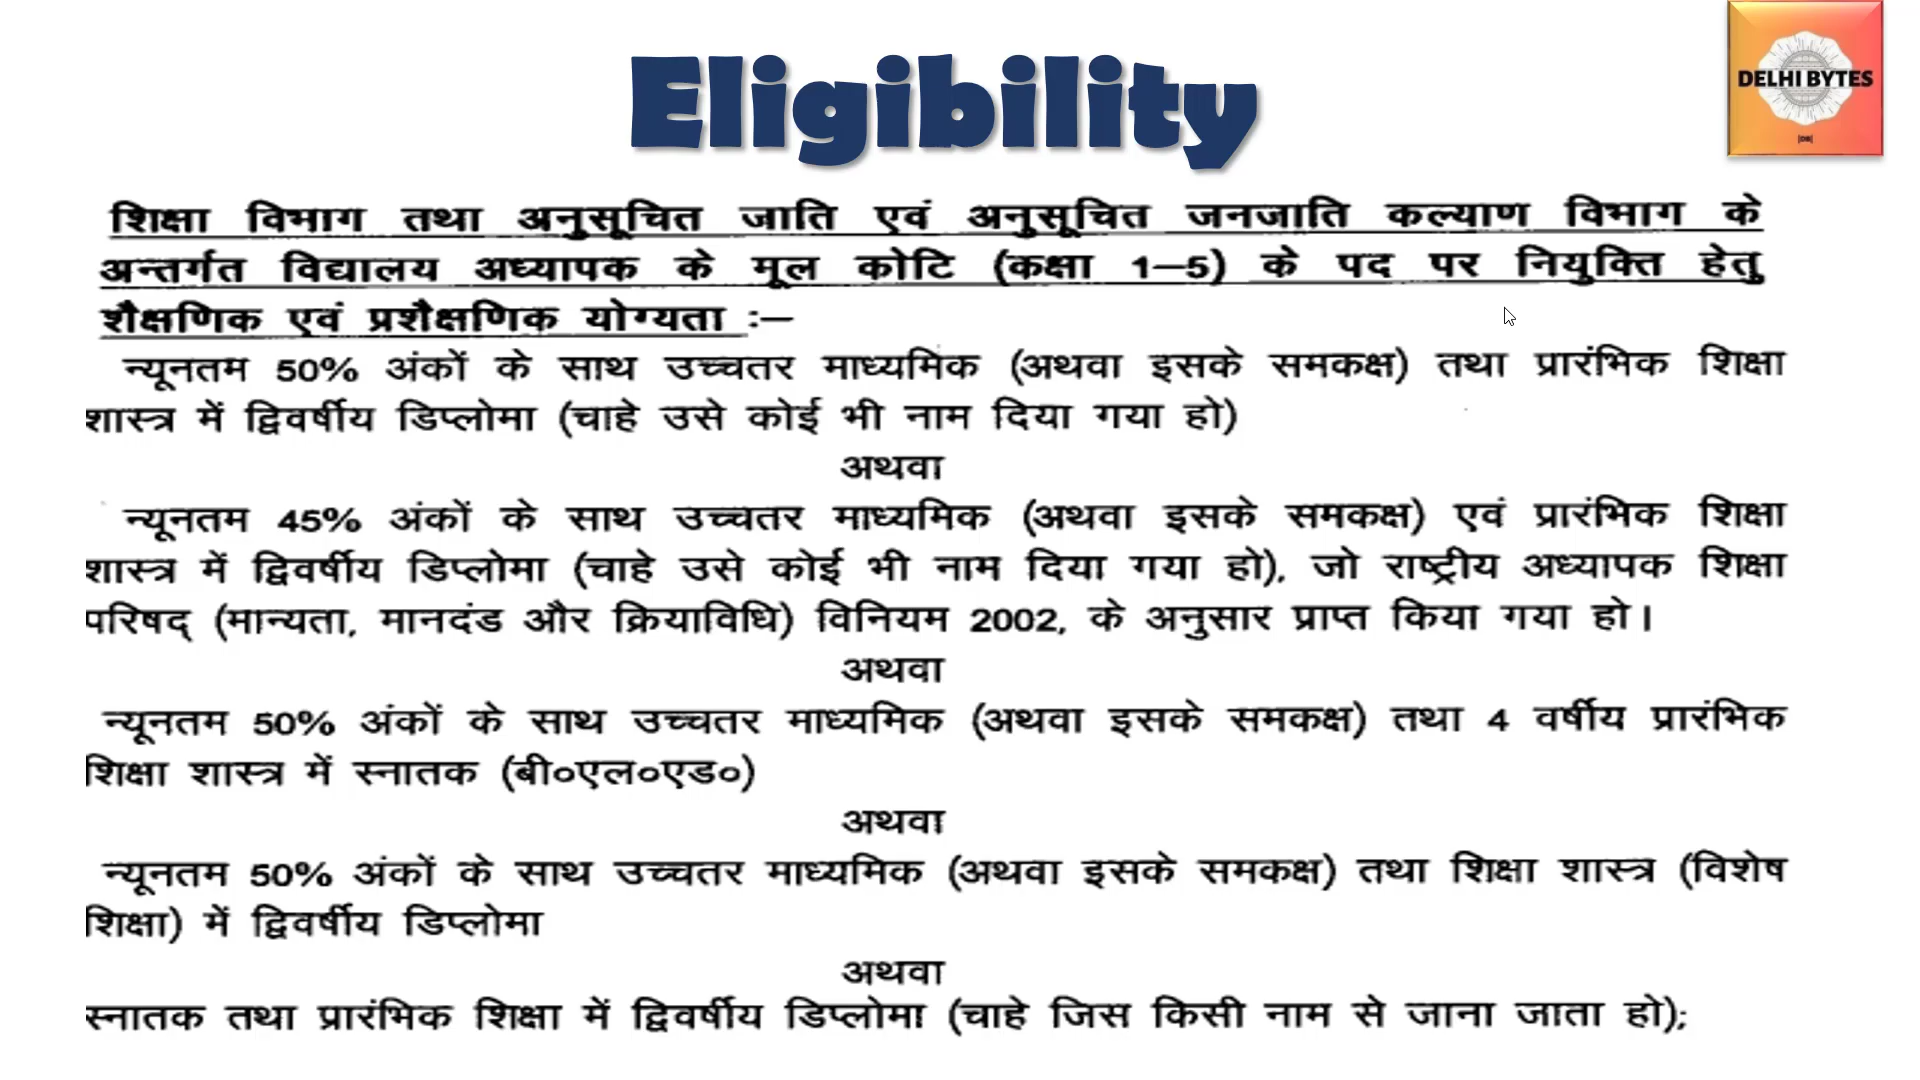 Eligibility
DELHI BYTES
|DB|
शिक्षा विभाग तथा अनुसूचित जाति एवं अनुसूचित जनजाति कल्याण विभाग के
अन्तर्गत विद्यालय अध्यापक के मूल कोटि (कक्षा 1–5) के पद पर नियुक्ति हेतु
शैक्षणिक एवं प्रशैक्षणिक योग्यता :–
न्यूनतम 50% अंकों के साथ उच्चतर माध्यमिक (अथवा इसके समकक्ष) तथा प्रारंभिक शिक्षा
शास्त्र में द्विवर्षीय डिप्लोमा (चाहे उसे कोई भी नाम दिया गया हो)
अथवा
न्यूनतम 45% अंकों के साथ उच्चतर माध्यमिक (अथवा इसके समकक्ष) एवं प्रारंभिक शिक्षा
शास्त्र में द्विवर्षीय डिप्लोमा (चाहे उसे कोई भी नाम दिया गया हो), जो राष्ट्रीय अध्यापक शिक्षा
परिषद् (मान्यता, मानदंड और क्रियाविधि) विनियम 2002, के अनुसार प्राप्त किया गया हो।
अथवा
न्यूनतम 50% अंकों के साथ उच्चतर माध्यमिक (अथवा इसके समकक्ष) तथा 4 वर्षीय प्रारंभिक
शिक्षा शास्त्र में स्नातक (बी०एल०एड०)
अथवा
न्यूनतम 50% अंकों के साथ उच्चतर माध्यमिक (अथवा इसके समकक्ष) तथा शिक्षा शास्त्र (विशेष
शिक्षा) में द्विवर्षीय डिप्लोमा
अथवा
स्नातक तथा प्रारंभिक शिक्षा में द्विवर्षीय डिप्लोमा (चाहे जिस किसी नाम से जाना जाता हो);